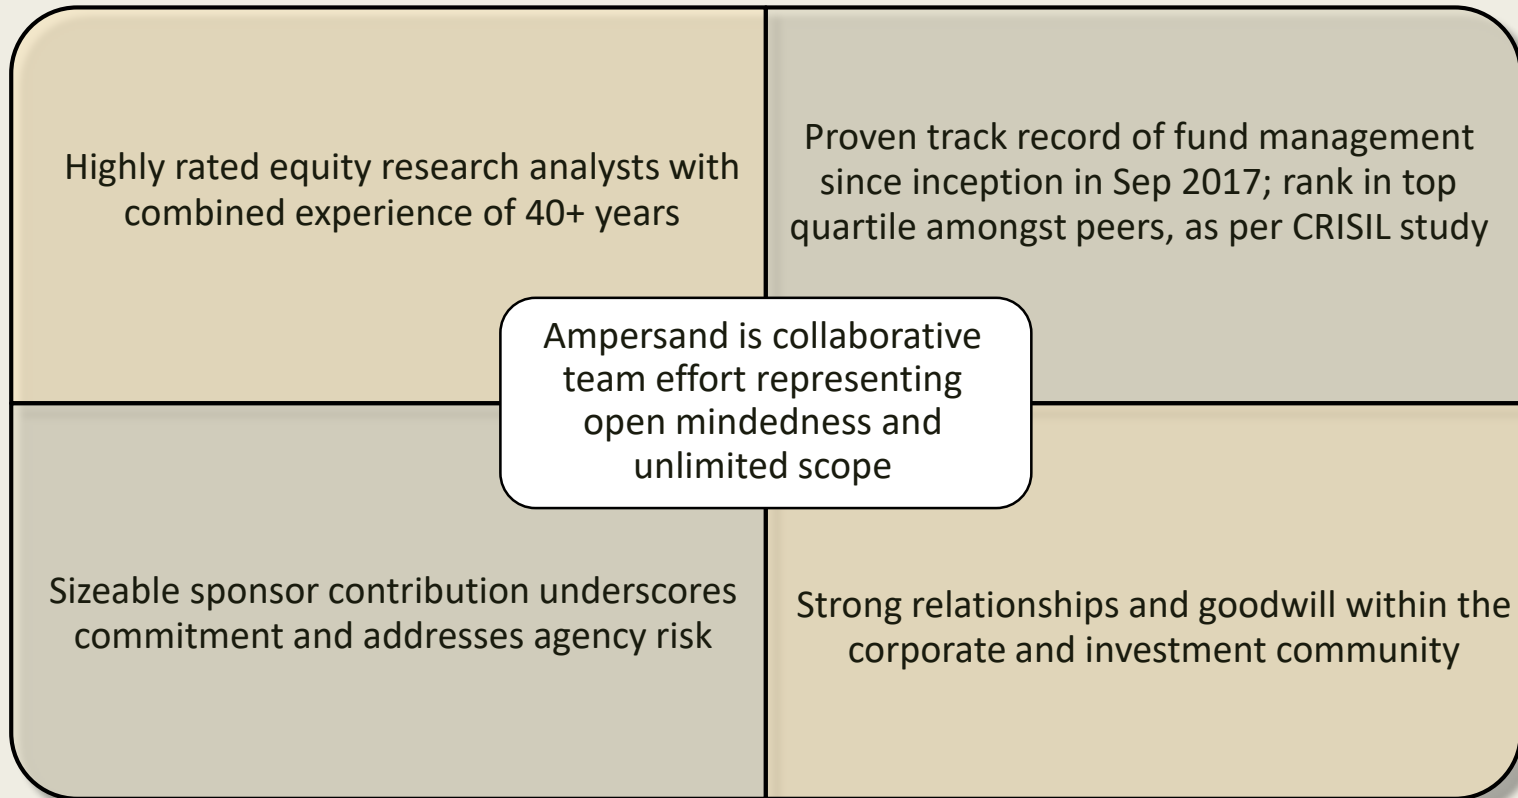 Highly rated equity research analysts with
combined experience of 40+ years
Proven track record of fund management
since inception in Sep 2017; rank in top
quartile amongst peers, as per CRISIL study
Ampersand is collaborative
team effort representing
open mindedness and
unlimited scope
Sizeable sponsor contribution underscores
commitment and addresses agency risk
Strong relationships and goodwill within the
corporate and investment community